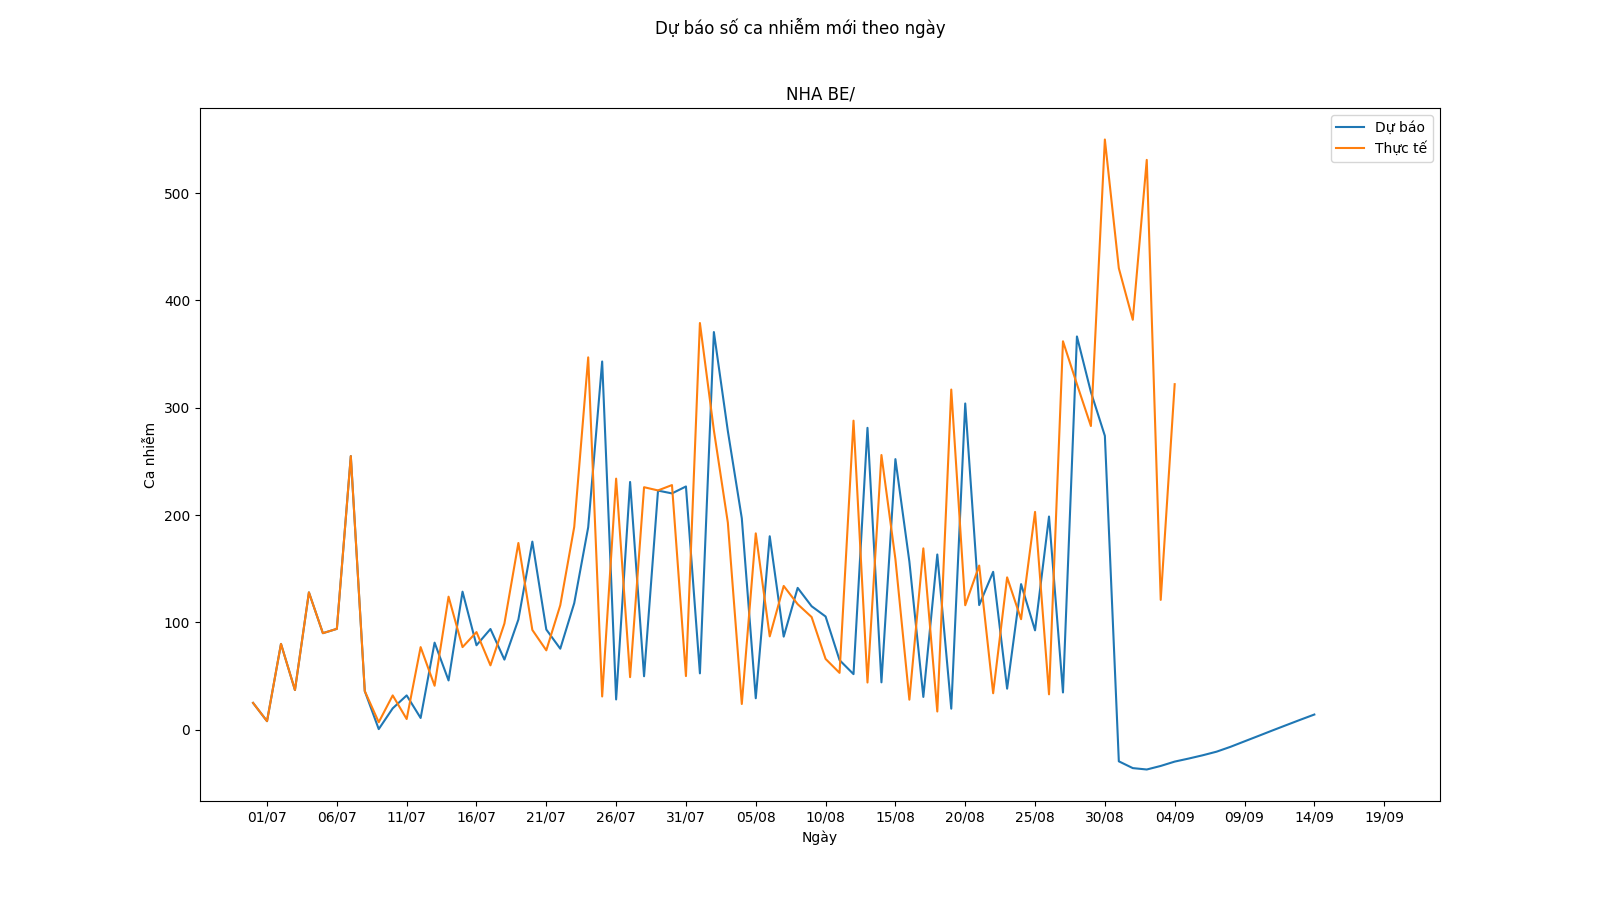 Dự báo số ca nhiễm mới theo ngày
NHA BE/
Dự báo
Thực tế
500
400
300
200
100
0
Ca nhiễm
01/07 06/07 11/07 16/07 21/07 26/07 31/07 05/08 10/08 15/08 20/08 25/08 30/08 04/09 09/09 14/09 19/09
Ngày